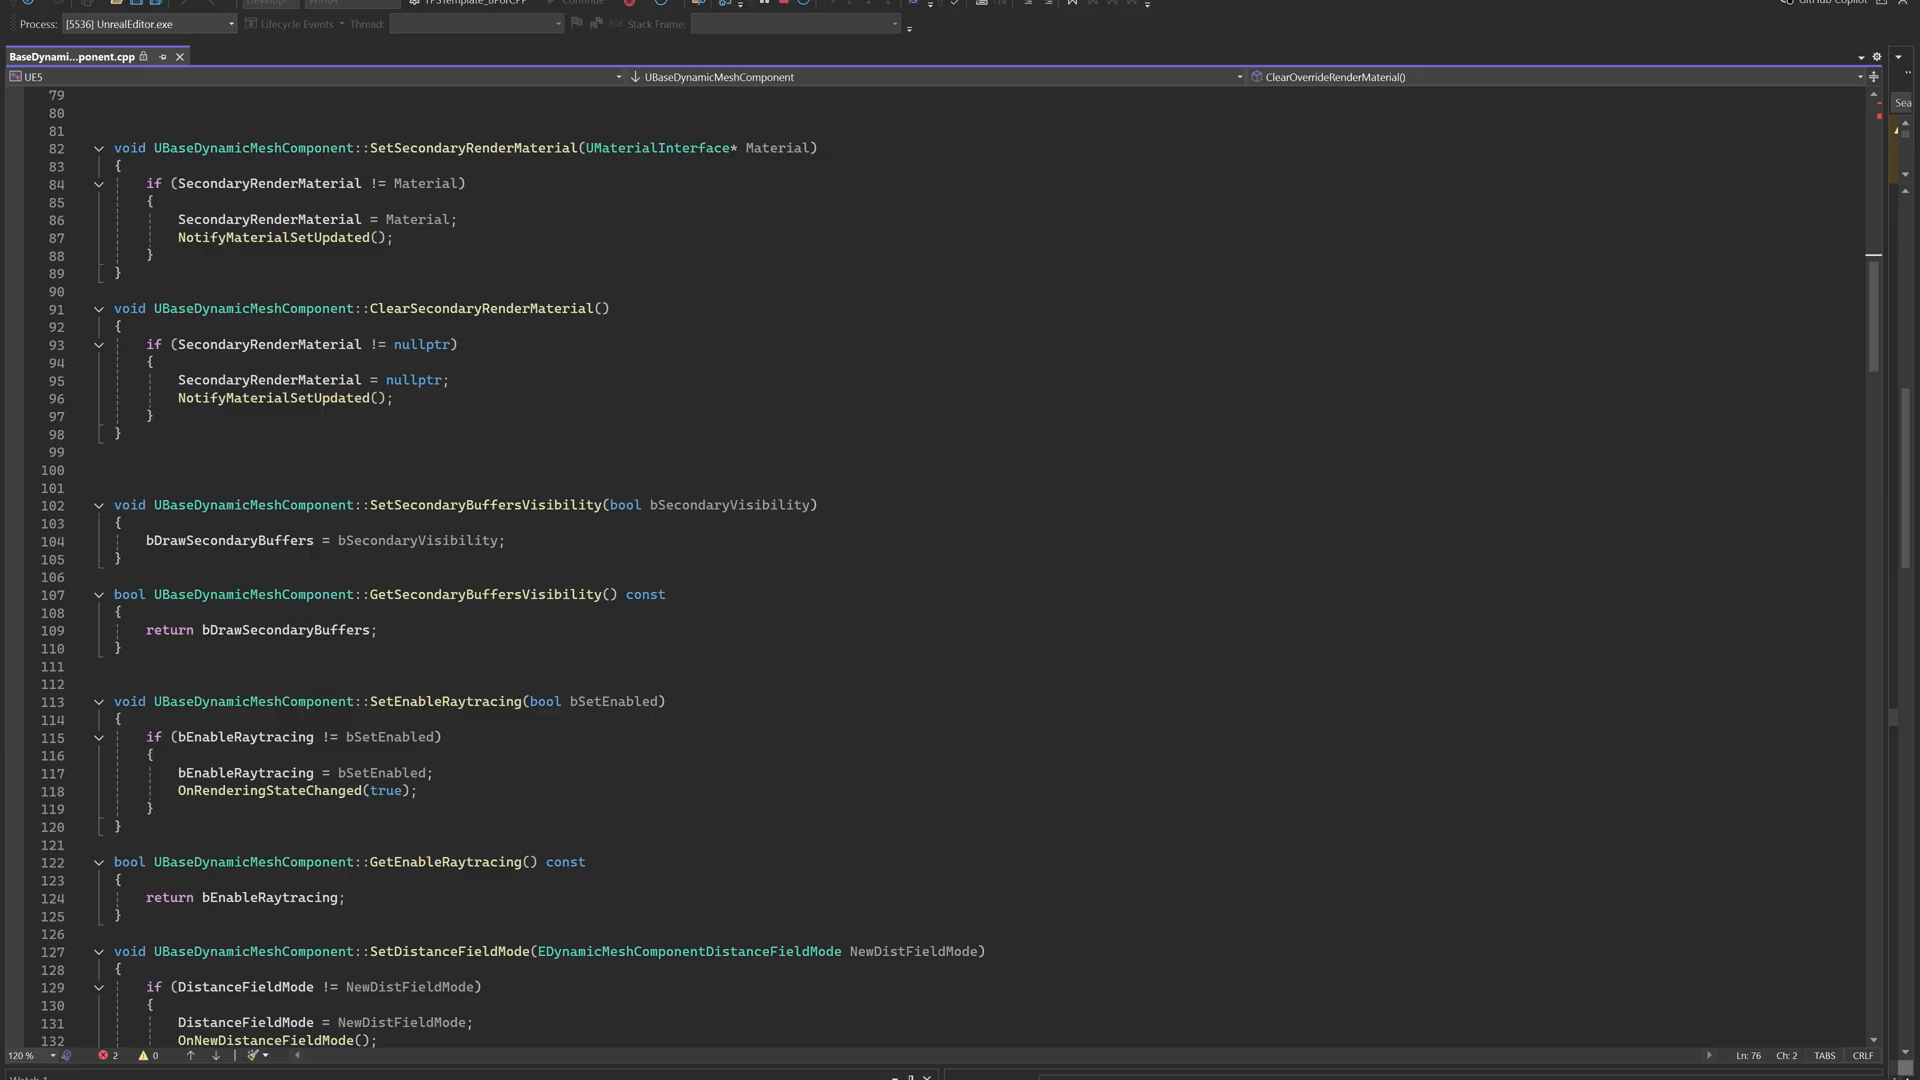 Process: [5536] UnrealEditor.exe Lifecycle Events Thread: Stack Frame:
BaseDynami...ponent.cpp
UE5 UBaseDynamicMeshComponent ClearOverrideRenderMaterial()
Sea
79
80
81
82 void UBaseDynamicMeshComponent::SetSecondaryRenderMaterial(UMaterialInterface* Material)
83 {
84 if (SecondaryRenderMaterial != Material)
85 {
86 SecondaryRenderMaterial = Material;
87 NotifyMaterialSetUpdated();
88 }
89 }
90
91 void UBaseDynamicMeshComponent::ClearSecondaryRenderMaterial()
92 {
93 if (SecondaryRenderMaterial != nullptr)
94 {
95 SecondaryRenderMaterial = nullptr;
96 NotifyMaterialSetUpdated();
97 }
98 }
99
100
101
102 void UBaseDynamicMeshComponent::SetSecondaryBuffersVisibility(bool bSecondaryVisibility)
103 {
104 bDrawSecondaryBuffers = bSecondaryVisibility;
105 }
106
107 bool UBaseDynamicMeshComponent::GetSecondaryBuffersVisibility() const
108 {
109 return bDrawSecondaryBuffers;
110 }
111
112
113 void UBaseDynamicMeshComponent::SetEnableRaytracing(bool bSetEnabled)
114 {
115 if (bEnableRaytracing != bSetEnabled)
116 {
117 bEnableRaytracing = bSetEnabled;
118 OnRenderingStateChanged(true);
119 }
120 }
121
122 bool UBaseDynamicMeshComponent::GetEnableRaytracing() const
123 {
124 return bEnableRaytracing;
125 }
126
127 void UBaseDynamicMeshComponent::SetDistanceFieldMode(EDynamicMeshComponentDistanceFieldMode NewDistFieldMode)
128 {
129 if (DistanceFieldMode != NewDistFieldMode)
130 {
131 DistanceFieldMode = NewDistFieldMode;
132 OnNewDistanceFieldMode();
120 % 2 0 Ln: 76 Ch: 2 TABS CRLF